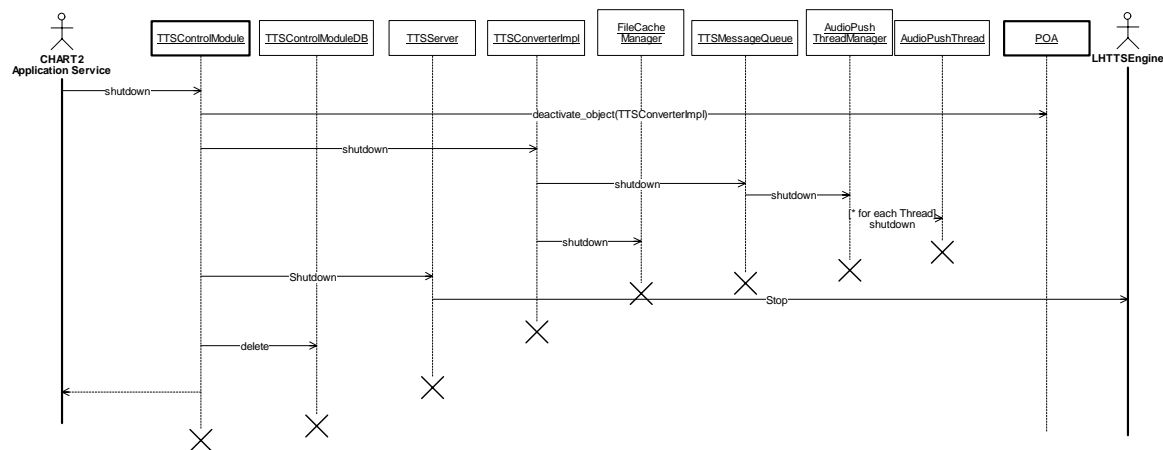 CHART2
Application Service
TTSControlModule
TTSControlModuleDB
TTSServer
TTSConverterImpl
FileCache
Manager
TTSMessageQueue
AudioPush
ThreadManager
AudioPushThread
POA
LHTTSEngine
shutdown
deactivate_object(TTSConverterImpl)
shutdown
shutdown
shutdown
[* for each Thread]
shutdown
shutdown
Shutdown
Stop
delete